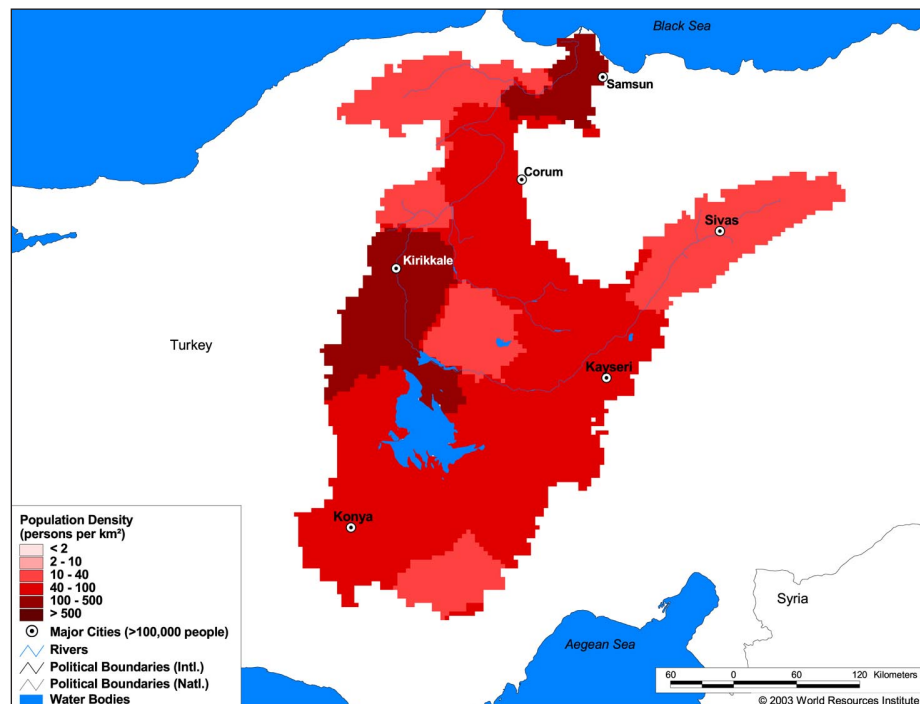 Black Sea
Samsun
Corum
Sivas
Kirikkale
Turkey
Kayseri
Konya
Population Density
(persons per km²)
< 2
2 - 10
10 - 40
40 - 100
100 - 500
> 500
Major Cities (>100,000 people)
Rivers
Political Boundaries (Intl.)
Political Boundaries (Natl.)
Water Bodies
Syria
Aegean Sea
60 0 60 120 Kilometers
© 2003 World Resources Institute